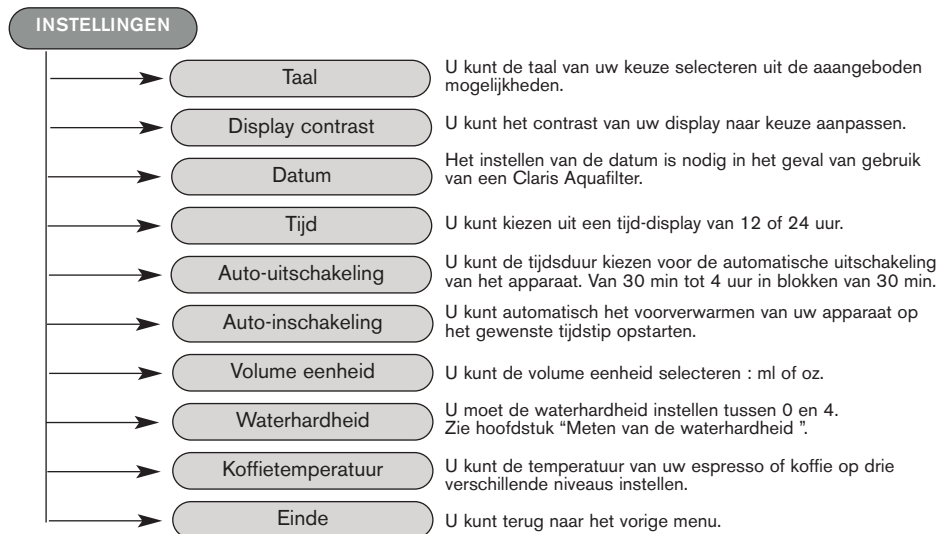 INSTELLINGEN
Taal
U kunt de taal van uw keuze selecteren uit de aaangeboden
mogelijkheden.
Display contrast
U kunt het contrast van uw display naar keuze aanpassen.
Datum
Het instellen van de datum is nodig in het geval van gebruik
van een Claris Aquafilter.
Tijd
U kunt kiezen uit een tijd-display van 12 of 24 uur.
Auto-uitschakeling
U kunt de tijdsduur kiezen voor de automatische uitschakeling
van het apparaat. Van 30 min tot 4 uur in blokken van 30 min.
Auto-inschakeling
U kunt automatisch het voorverwarmen van uw apparaat op
het gewenste tijdstip opstarten.
Volume eenheid
U kunt de volume eenheid selecteren : ml of oz.
Waterhardheid
U moet de waterhardheid instellen tussen 0 en 4.
Zie hoofdstuk “Meten van de waterhardheid ”.
Koffietemperatuur
U kunt de temperatuur van uw espresso of koffie op drie
verschillende niveaus instellen.
Einde
U kunt terug naar het vorige menu.